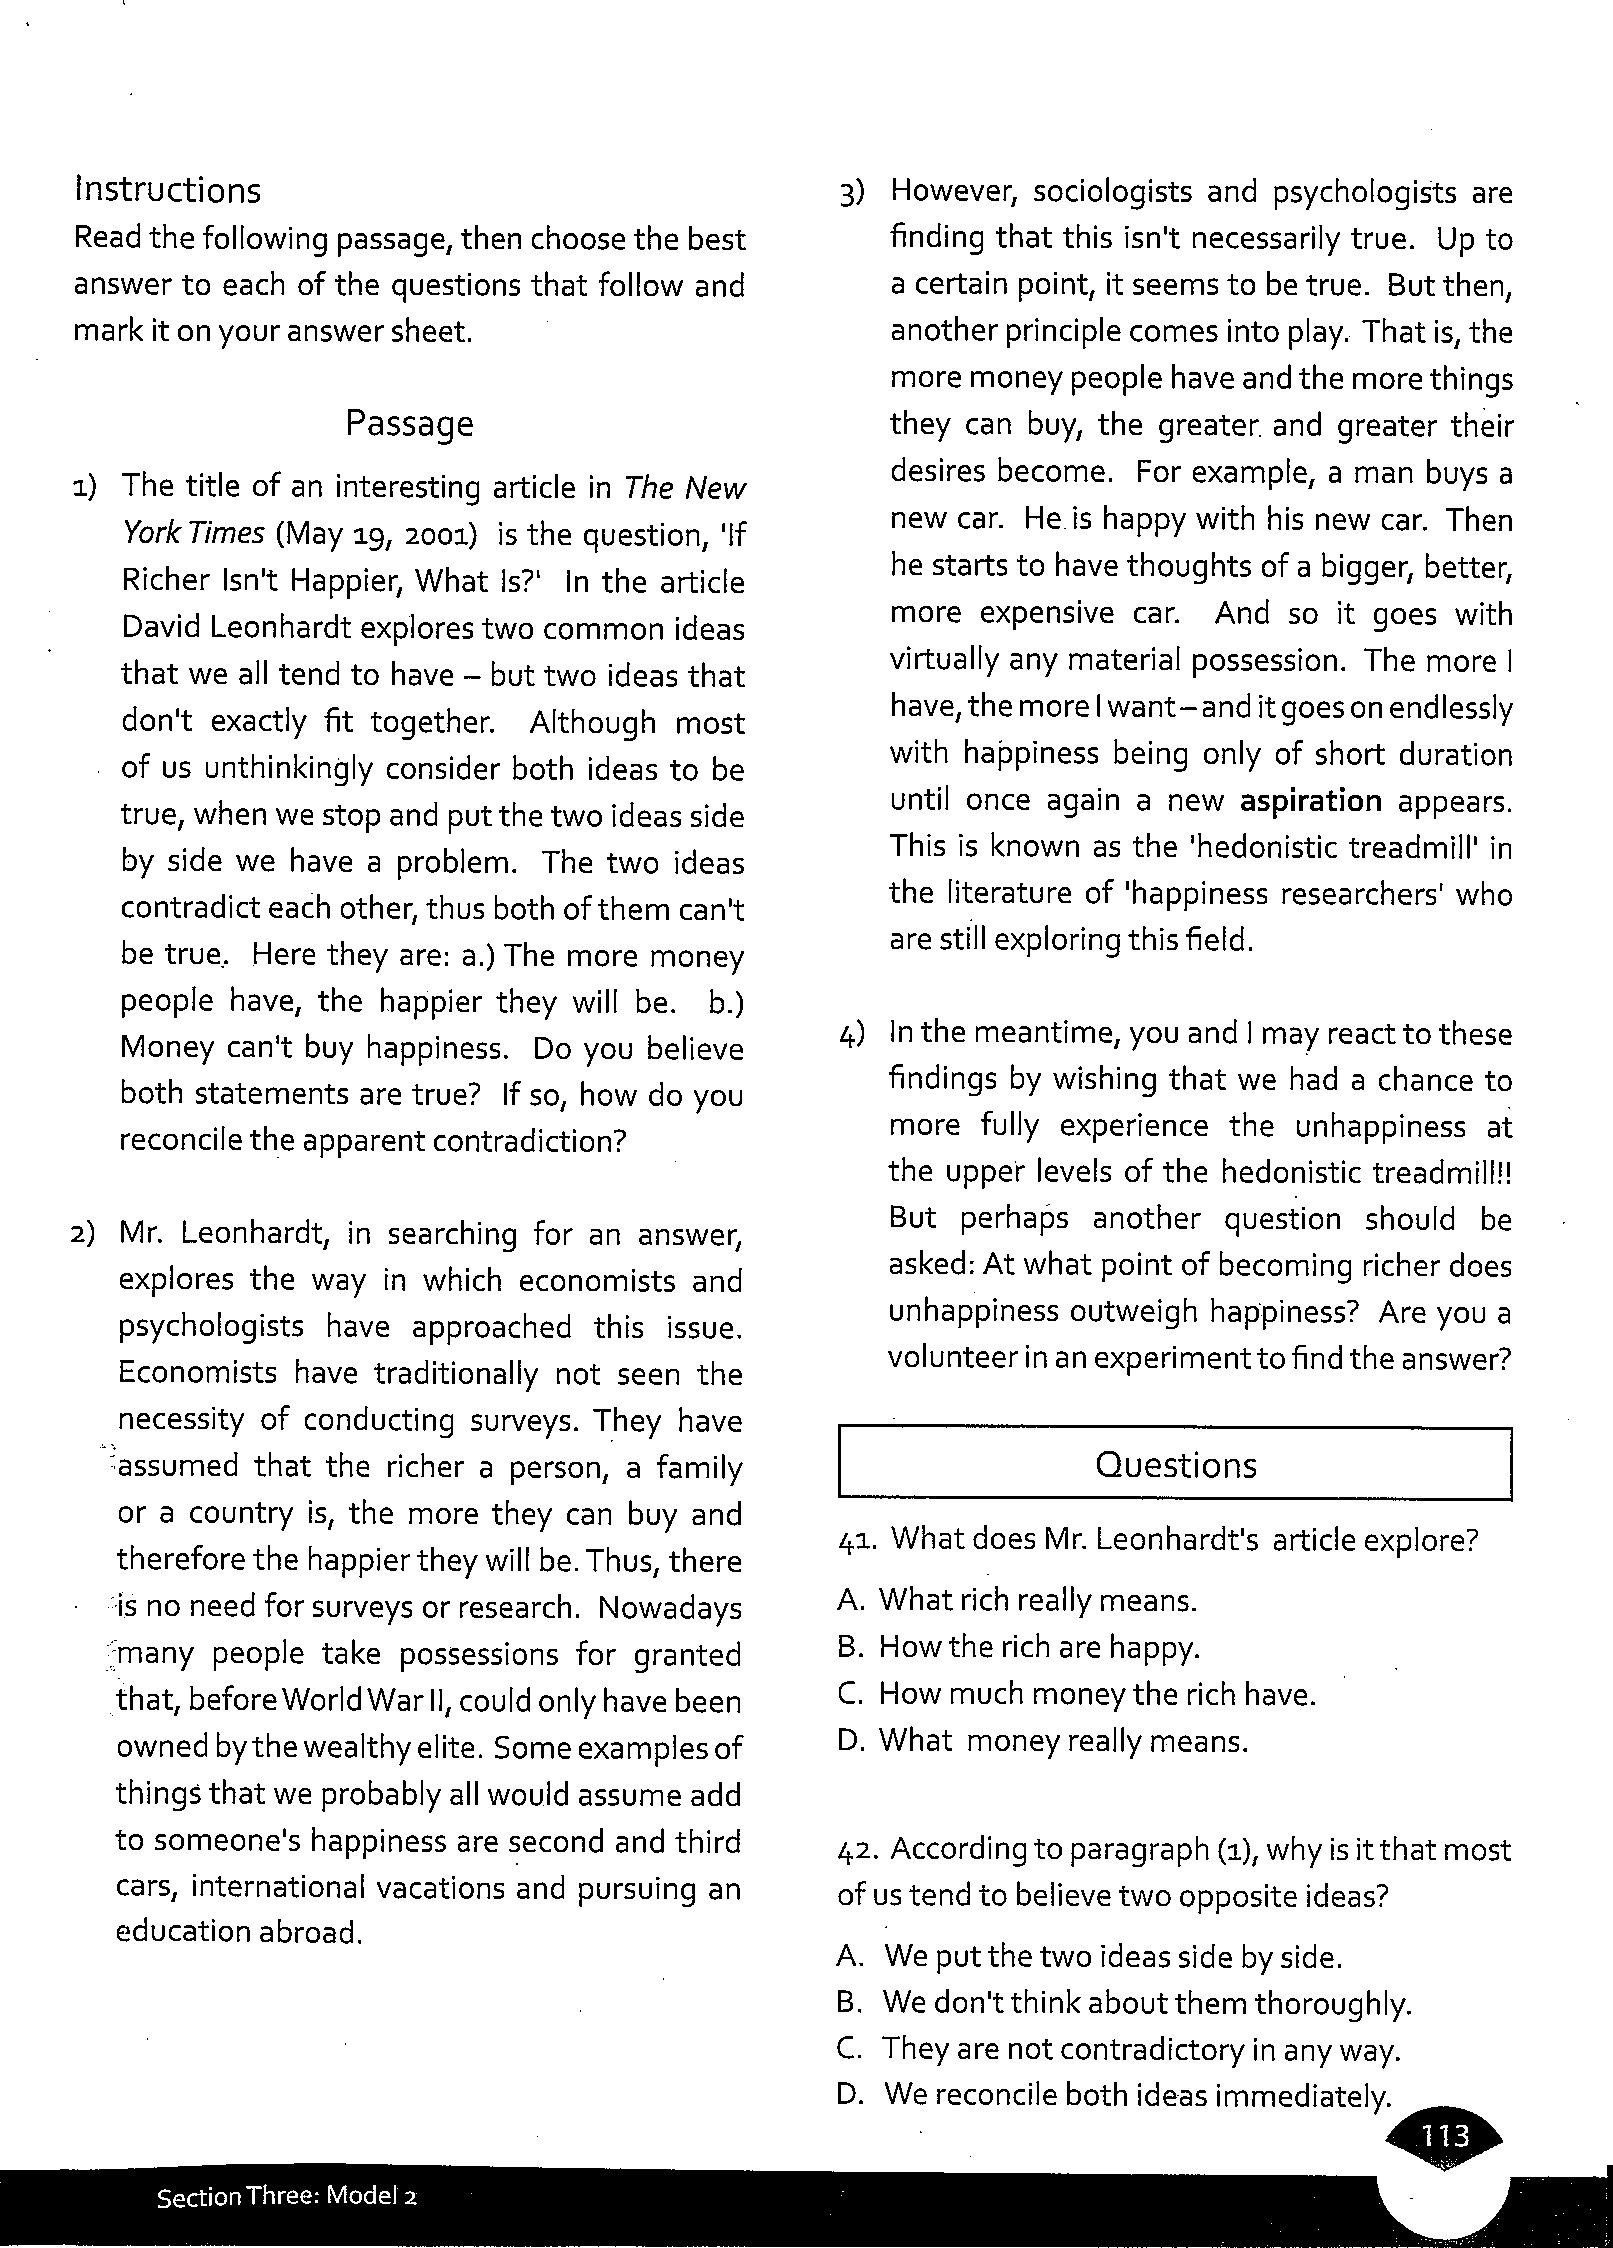 Instructions
Read the following passage, then choose the best
answer to each of the questions that follow and
mark it on your answer sheet.
Passage
1) The title of an interesting article in The New
York Times (May 19, 2001) is the question, 'If
Richer Isn't Happier, What Is?' In the article
David Leonhardt explores two common ideas
that we all tend to have – but two ideas that
don't exactly fit together. Although most
of us unthinkingly consider both ideas to be
true, when we stop and put the two ideas side
by side we have a problem. The two ideas
contradict each other, thus both of them can't
be true. Here they are: a.) The more money
people have, the happier they will be. b.)
Money can't buy happiness. Do you believe
both statements are true? If so, how do you
reconcile the apparent contradiction?
2) Mr. Leonhardt, in searching for an answer,
explores the way in which economists and
psychologists have approached this issue.
Economists have traditionally not seen the
necessity of conducting surveys. They have
assumed that the richer a person, a family
or a country is, the more they can buy and
therefore the happier they will be. Thus, there
is no need for surveys or research. Nowadays
many people take possessions for granted
that, before World War II, could only have been
owned by the wealthy elite. Some examples of
things that we probably all would assume add
to someone's happiness are second and third
cars, international vacations and pursuing an
education abroad.
3) However, sociologists and psychologists are
finding that this isn't necessarily true. Up to
a certain point, it seems to be true. But then,
another principle comes into play. That is, the
more money people have and the more things
they can buy, the greater and greater their
desires become. For example, a man buys a
new car. He is happy with his new car. Then
he starts to have thoughts of a bigger, better,
more expensive car. And so it goes with
virtually any material possession. The more I
have, the more I want – and it goes on endlessly
with happiness being only of short duration
until once again a new aspiration appears.
This is known as the 'hedonistic treadmill' in
the literature of 'happiness researchers' who
are still exploring this field.
4) In the meantime, you and I may react to these
findings by wishing that we had a chance to
more fully experience the unhappiness at
the upper levels of the hedonistic treadmill!!
But perhaps another question should be
asked: At what point of becoming richer does
unhappiness outweigh happiness? Are you a
volunteer in an experiment to find the answer?
Questions
41. What does Mr. Leonhardt's article explore?
A. What rich really means.
B. How the rich are happy.
C. How much money the rich have.
D. What money really means.
42. According to paragraph (1), why is it that most
of us tend to believe two opposite ideas?
A. We put the two ideas side by side.
B. We don't think about them thoroughly.
C. They are not contradictory in any way.
D. We reconcile both ideas immediately.
113
Section Three: Model 2